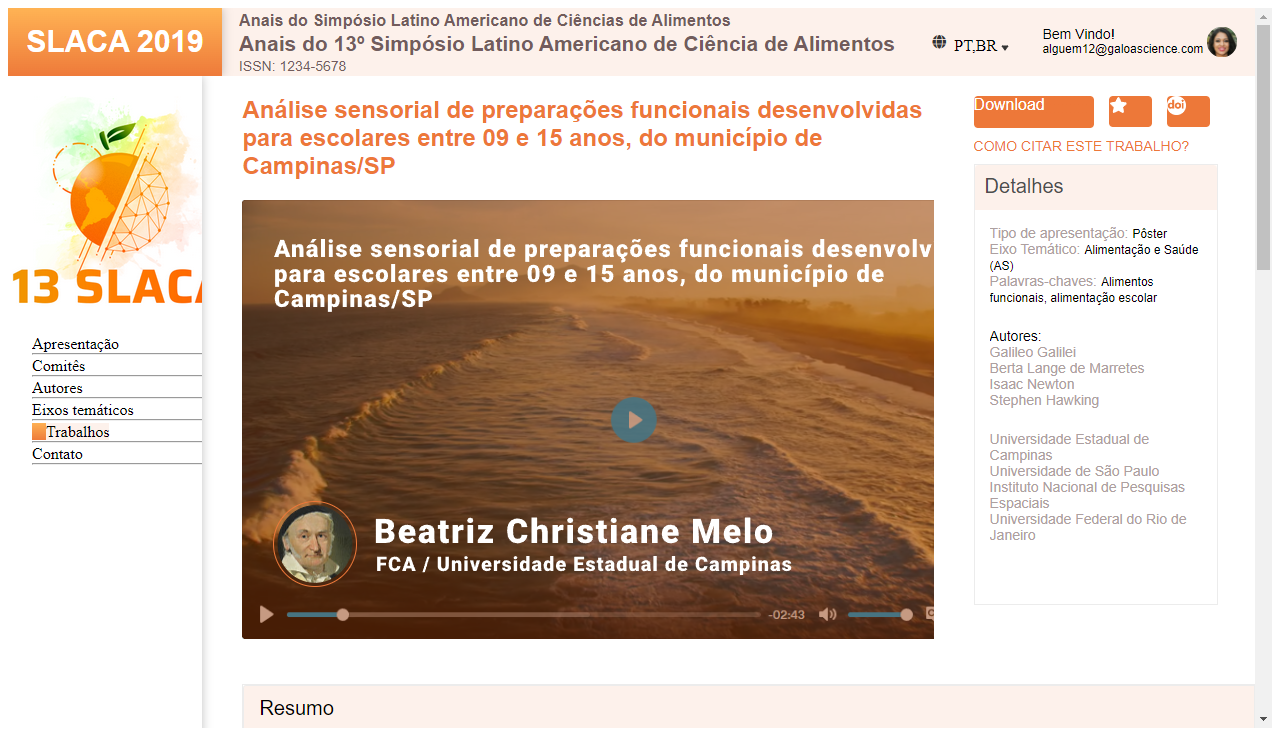 SLACA 2019
Anais do Simpósio Latino Americano de Ciências de Alimentos
Anais do 13º Simpósio Latino Americano de Ciência de Alimentos
ISSN: 1234-5678
PT,BR
Bem Vindo!
alguem12@galoascience.com
13 SLACA
Apresentação
Comitês
Autores
Eixos temáticos
Trabalhos
Contato
Análise sensorial de preparações funcionais desenvolvidas
para escolares entre 09 e 15 anos, do município de
Campinas/SP
Análise sensorial de preparações funcionais desenvolv
para escolares entre 09 e 15 anos, do município de
Campinas/SP
Beatriz Christiane Melo
FCA / Universidade Estadual de Campinas
-02:43
Download
doi
COMO CITAR ESTE TRABALHO?
Detalhes
Tipo de apresentação: Pôster
Eixo Temático: Alimentação e Saúde
(AS)
Palavras-chaves: Alimentos
funcionais, alimentação escolar
Autores:
Galileo Galilei
Berta Lange de Marretes
Isaac Newton
Stephen Hawking
Universidade Estadual de
Campinas
Universidade de São Paulo
Instituto Nacional de Pesquisas
Espaciais
Universidade Federal do Rio de
Janeiro
Resumo